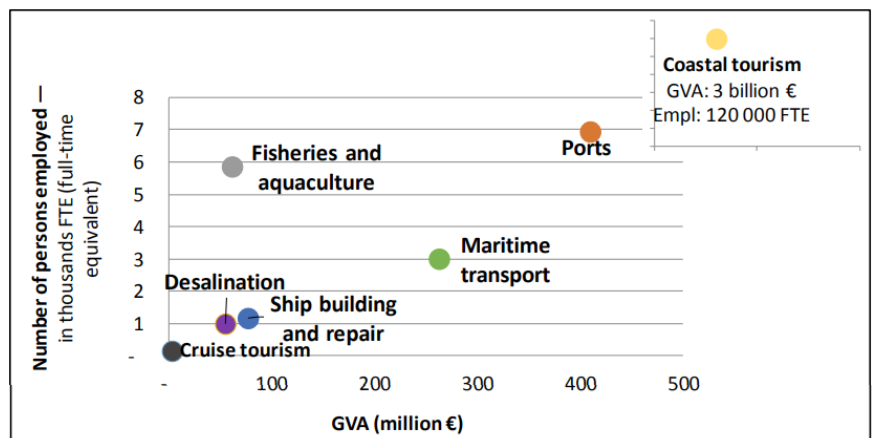 Coastal tourism
GVA: 3 billion €
Empl: 120 000 FTE
Number of persons employed —
in thousands FTE (full-time
equivalent)
8
7
6
5
4
3
2
1
-
Fisheries and
aquaculture
Ports
Maritime
transport
Desalination
Ship building
and repair
Cruise tourism
- 100 200 300 400 500
GVA (million €)